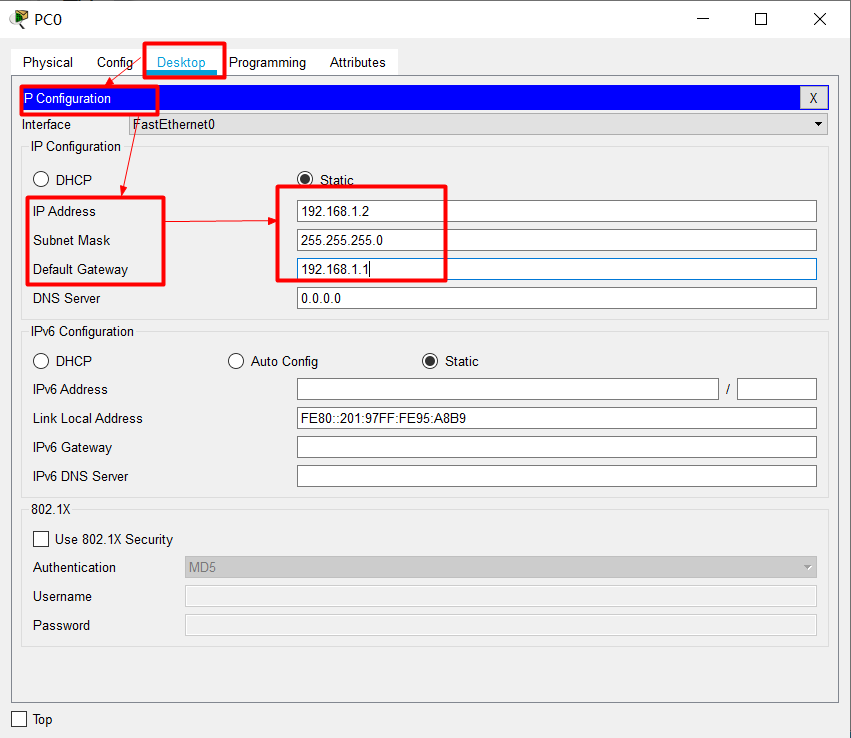 PC0
Physical Config Desktop Programming Attributes
P Configuration X
Interface FastEthernet0
IP Configuration
DHCP Static
IP Address 192.168.1.2
Subnet Mask 255.255.255.0
Default Gateway 192.168.1.1
DNS Server 0.0.0.0
IPv6 Configuration
DHCP Auto Config Static
IPv6 Address /
Link Local Address FE80::201:97FF:FE95:A8B9
IPv6 Gateway
IPv6 DNS Server
802.1X
Use 802.1X Security
Authentication MD5
Username
Password
Top